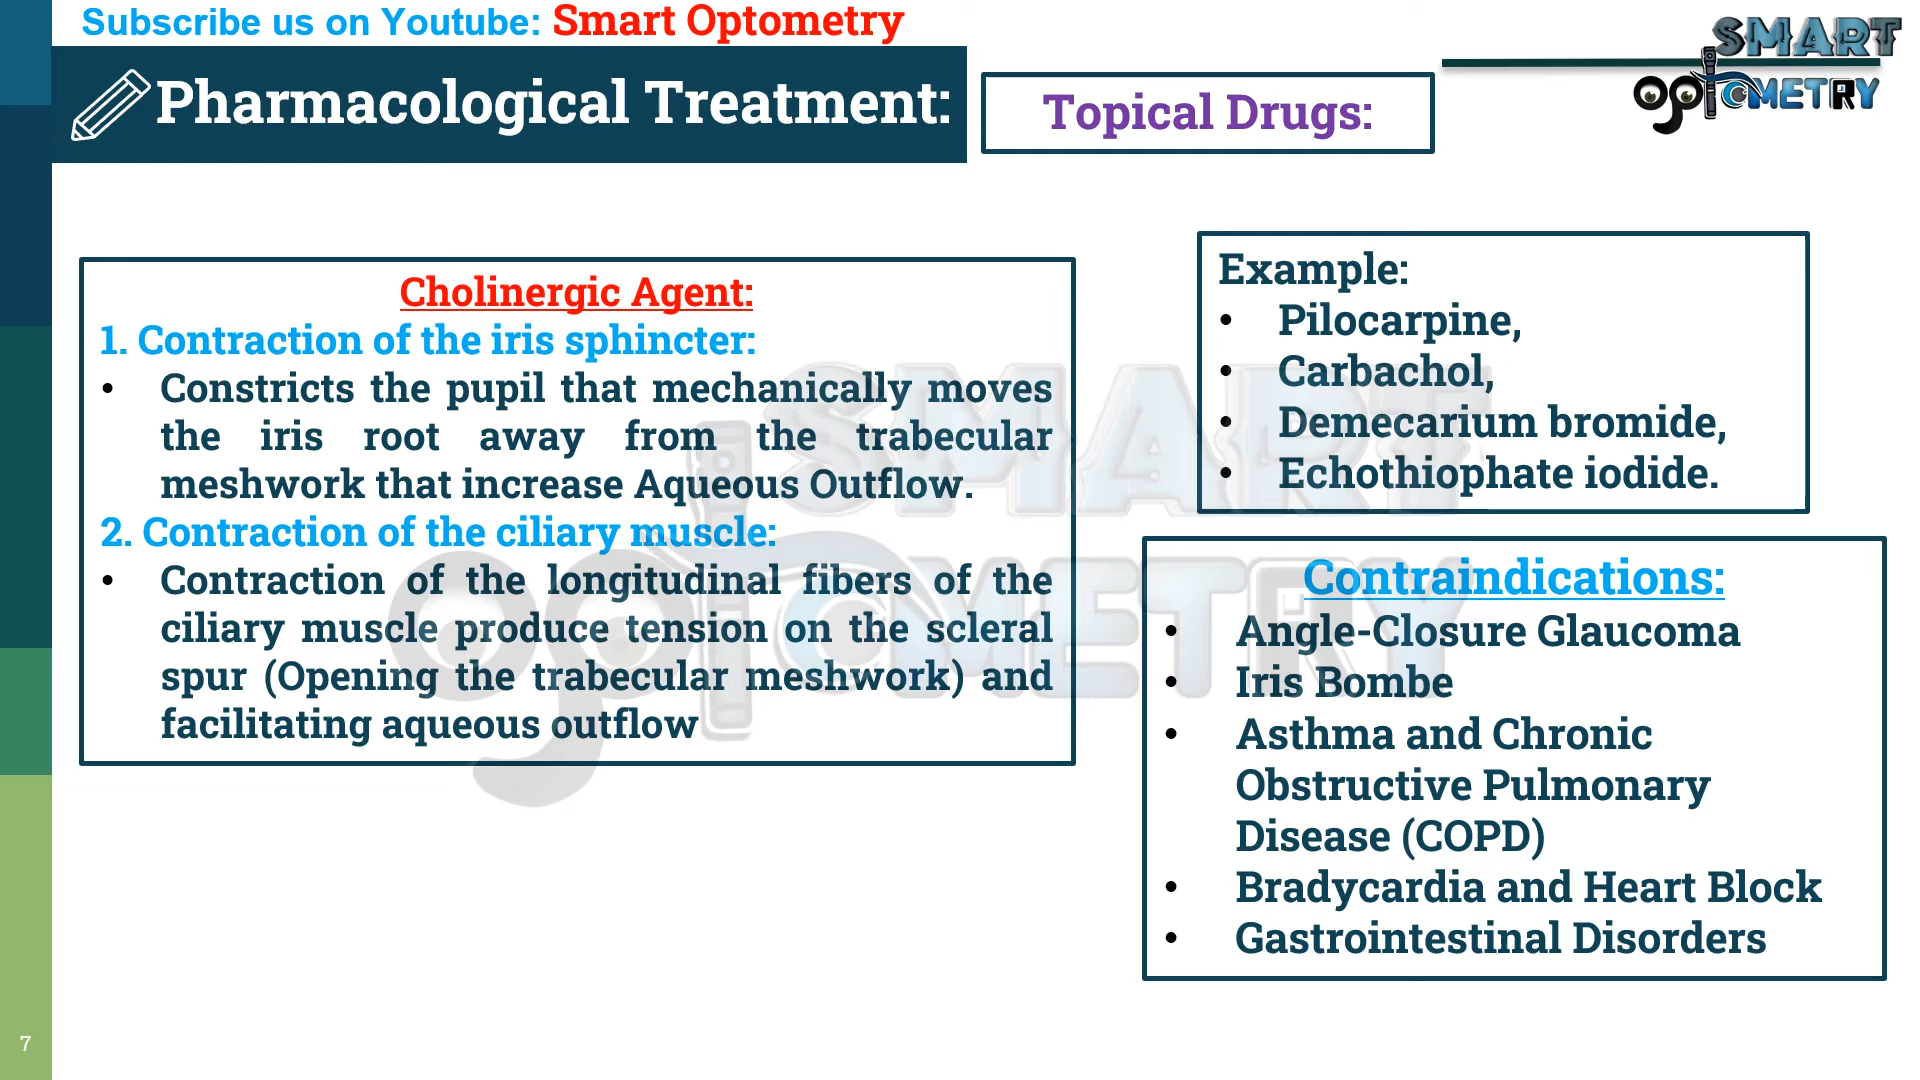 Subscribe us on Youtube: Smart Optometry
SMART
OPTOMETRY
Pharmacological Treatment:
Topical Drugs:
Cholinergic Agent:
1. Contraction of the iris sphincter:
• Constricts the pupil that mechanically moves
the iris root away from the trabecular
meshwork that increase Aqueous Outflow.
2. Contraction of the ciliary muscle:
• Contraction of the longitudinal fibers of the
ciliary muscle produce tension on the scleral
spur (Opening the trabecular meshwork) and
facilitating aqueous outflow
Example:
• Pilocarpine,
• Carbachol,
• Demecarium bromide,
• Echothiophate iodide.
Contraindications:
• Angle-Closure Glaucoma
• Iris Bombe
• Asthma and Chronic
Obstructive Pulmonary
Disease (COPD)
• Bradycardia and Heart Block
• Gastrointestinal Disorders
SMART
OPTOMETRY
7